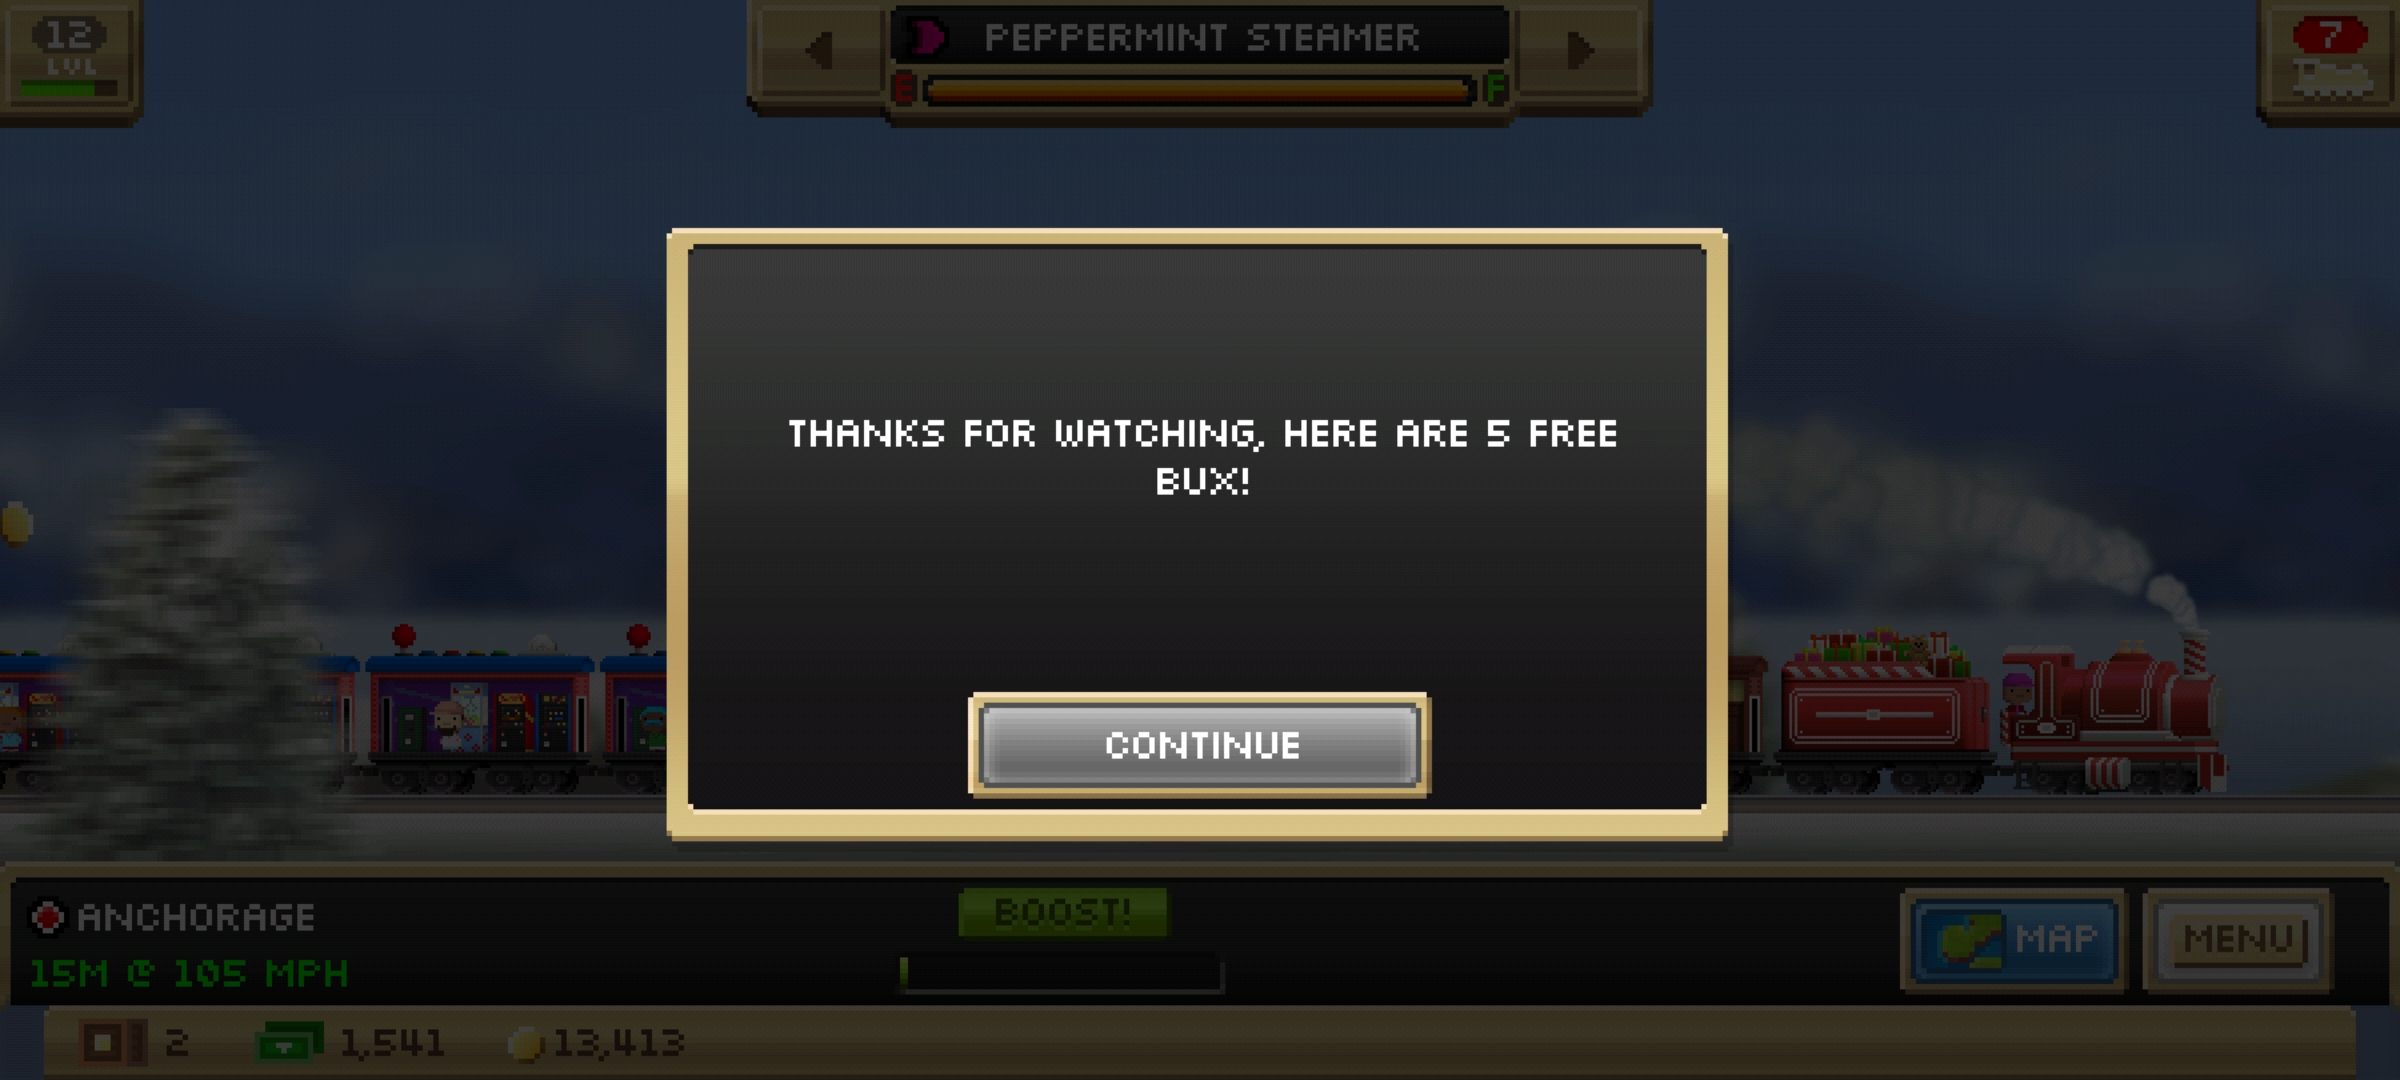 12
LVL
PEPPERMINT STEAMER
E F
7
THANKS FOR WATCHING, HERE ARE 5 FREE
BUX!
CONTINUE
ANCHORAGE
15M @ 105 MPH
BOOST!
MAP
MENU
2 1,541 13,413